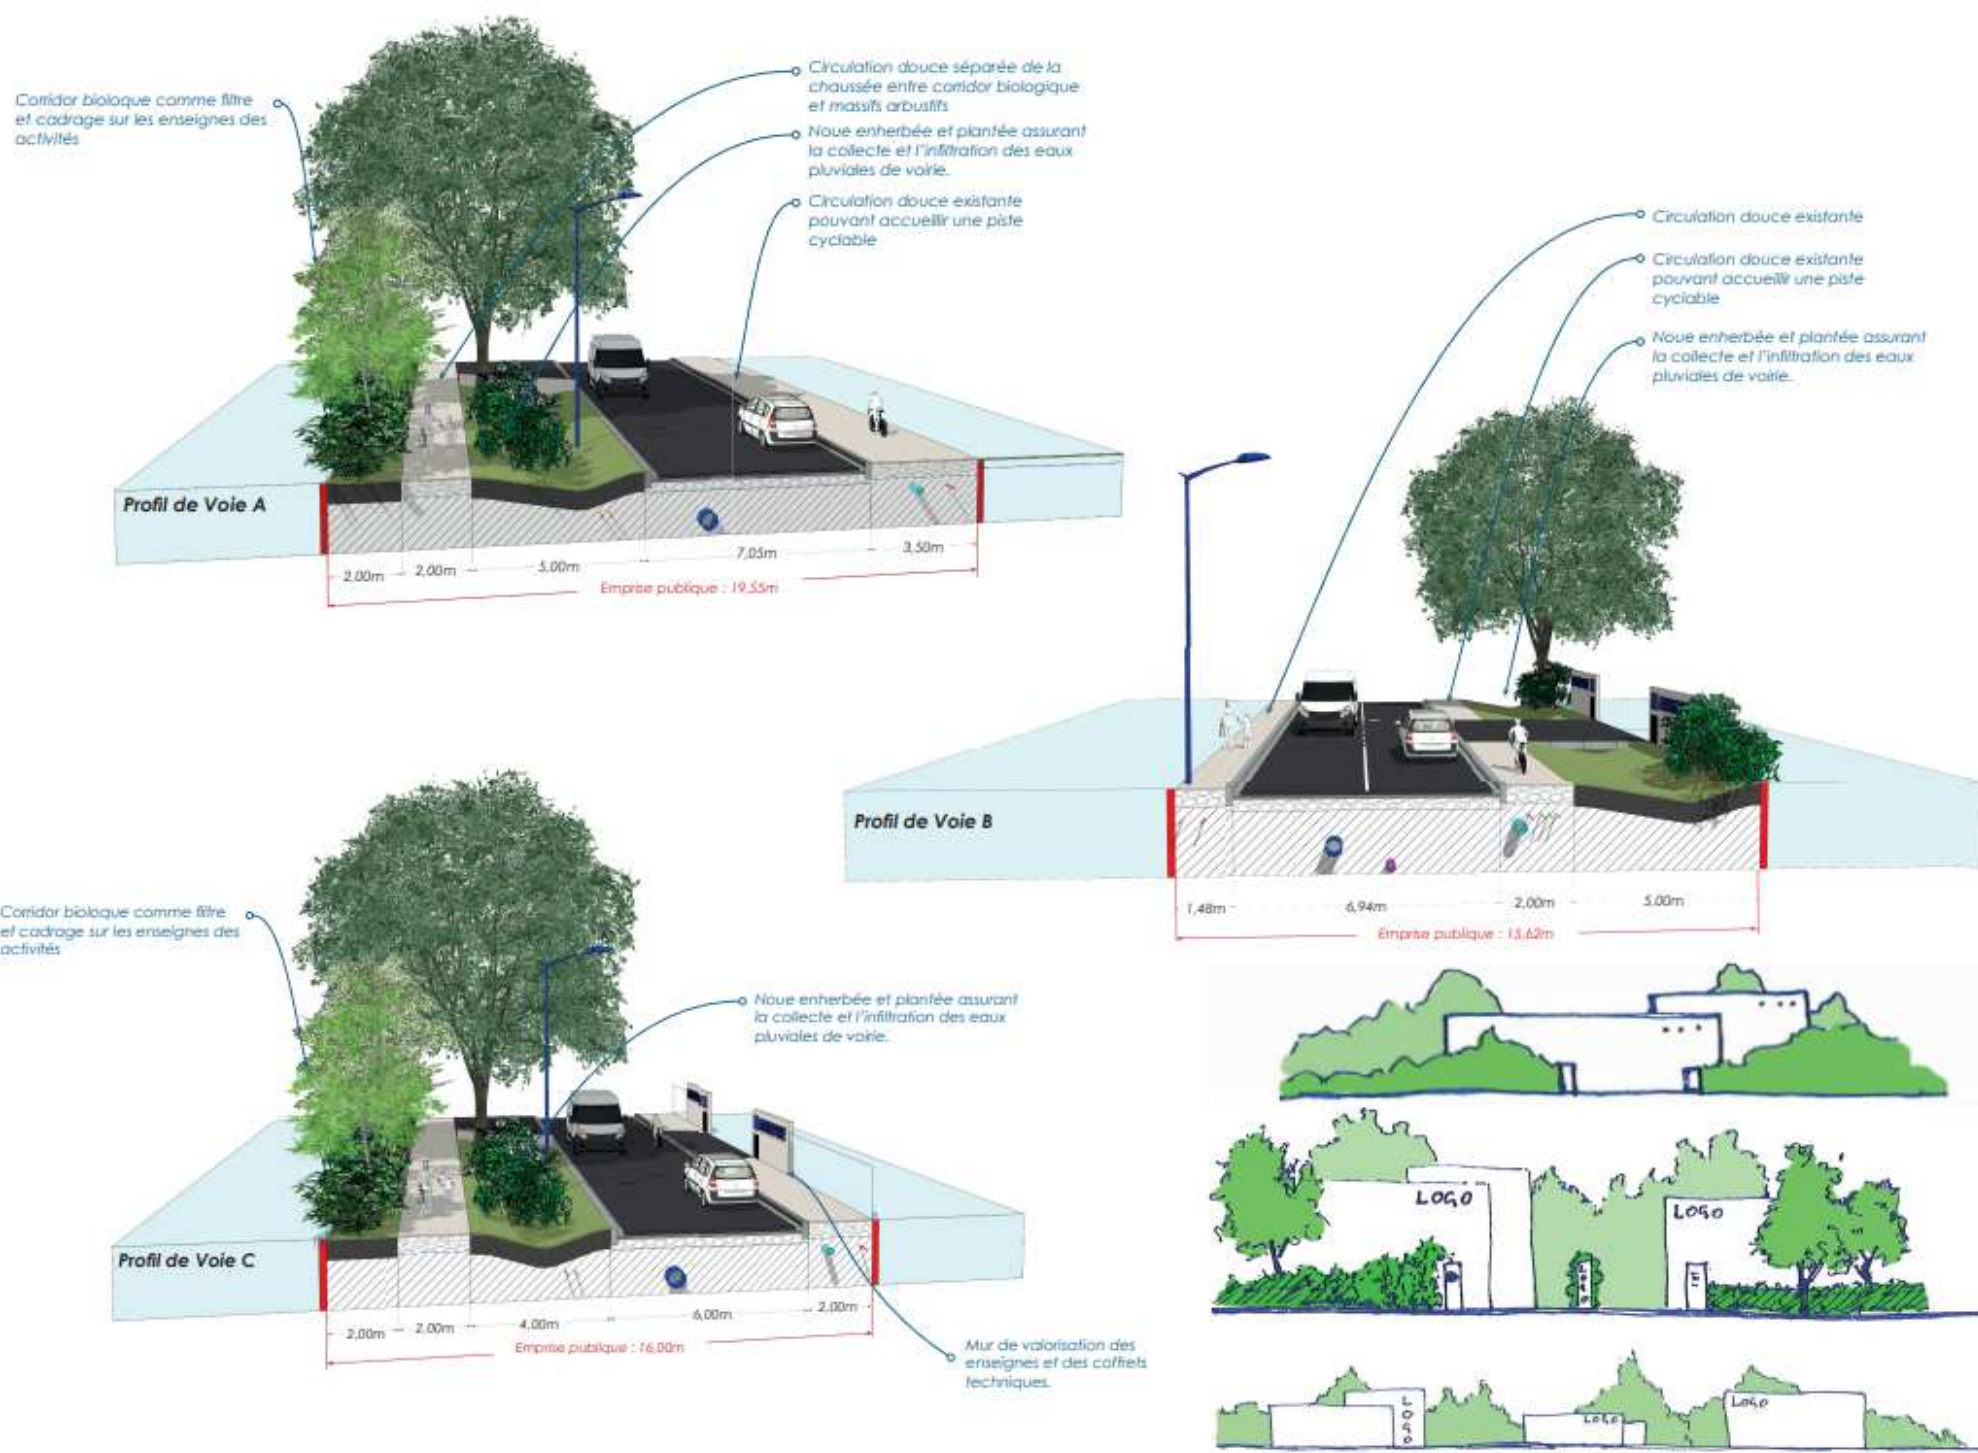 Corridor bioloque comme filtre
et cadrage sur les enseignes des
activités
Circulation douce séparée de la
chaussée entre corridor biologique
et massifs arbustifs
Noue enherbée et plantée assurant
la collecte et l'infiltration des eaux
pluviales de voirie.
Circulation douce existante
pouvant accueillir une piste
cyclable
Profil de Voie A
2,00m
2,00m
5,00m
7,05m
3,50m
Emprise publique : 19,55m
Circulation douce existante
Circulation douce existante
pouvant accueillir une piste
cyclable
Noue enherbée et plantée assurant
la collecte et l'infiltration des eaux
pluviales de voirie.
Profil de Voie B
1,48m
6,94m
2,00m
5,00m
Emprise publique : 15,62m
Corridor bioloque comme filtre
et cadrage sur les enseignes des
activités
Noue enherbée et plantée assurant
la collecte et l'infiltration des eaux
pluviales de voirie.
Profil de Voie C
2,00m
2,00m
4,00m
6,00m
2,00m
Emprise publique : 16,00m
Mur de valorisation des
enseignes et des coffrets
techniques.
LOGO
LOGO
LOGO
LOGO
LOGO
LOGO